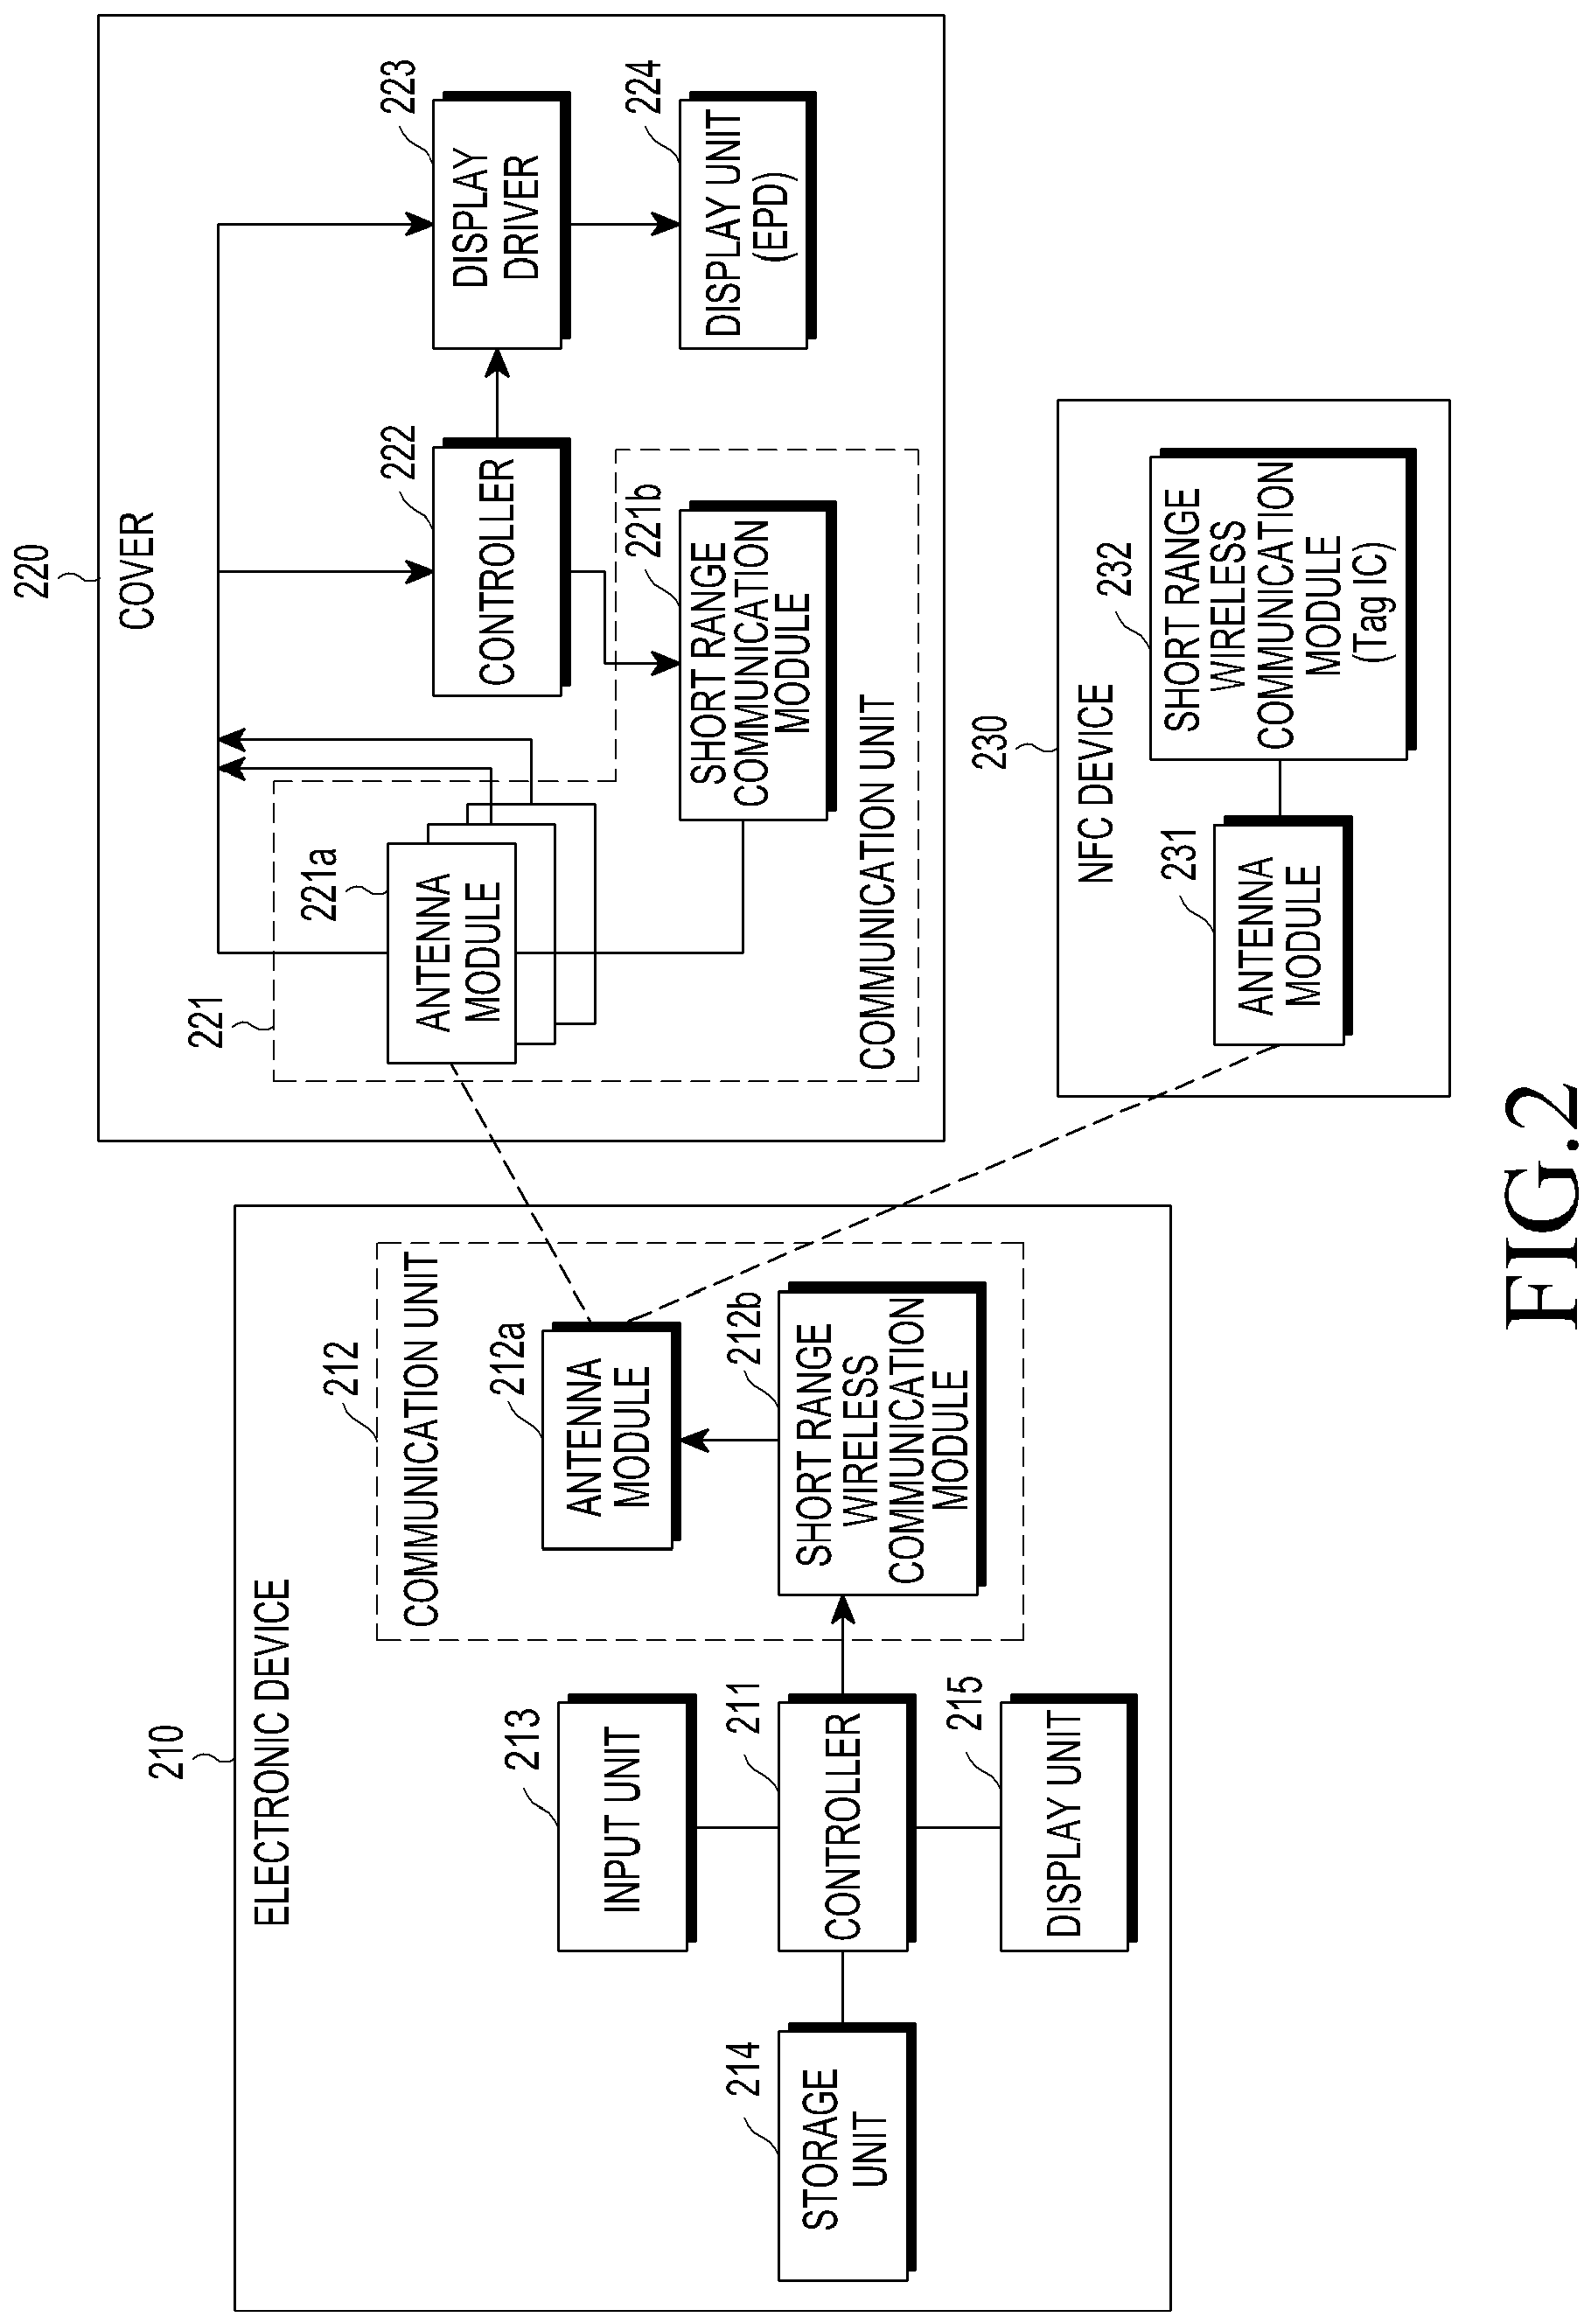 210
ELECTRONIC DEVICE
214
STORAGE
UNIT
213
INPUT UNIT
211
CONTROLLER
215
DISPLAY UNIT
212
COMMUNICATION UNIT
212a
ANTENNA
MODULE
212b
SHORT RANGE
WIRELESS
COMMUNICATION
MODULE
220
COVER
221
221a
ANTENNA
MODULE
222
CONTROLLER
223
DISPLAY
DRIVER
224
DISPLAY UNIT
(EPD)
221b
SHORT RANGE
COMMUNICATION
MODULE
COMMUNICATION UNIT
230
NFC DEVICE
231
ANTENNA
MODULE
232
SHORT RANGE
WIRELESS
COMMUNICATION
MODULE
(Tag IC)
FIG.2